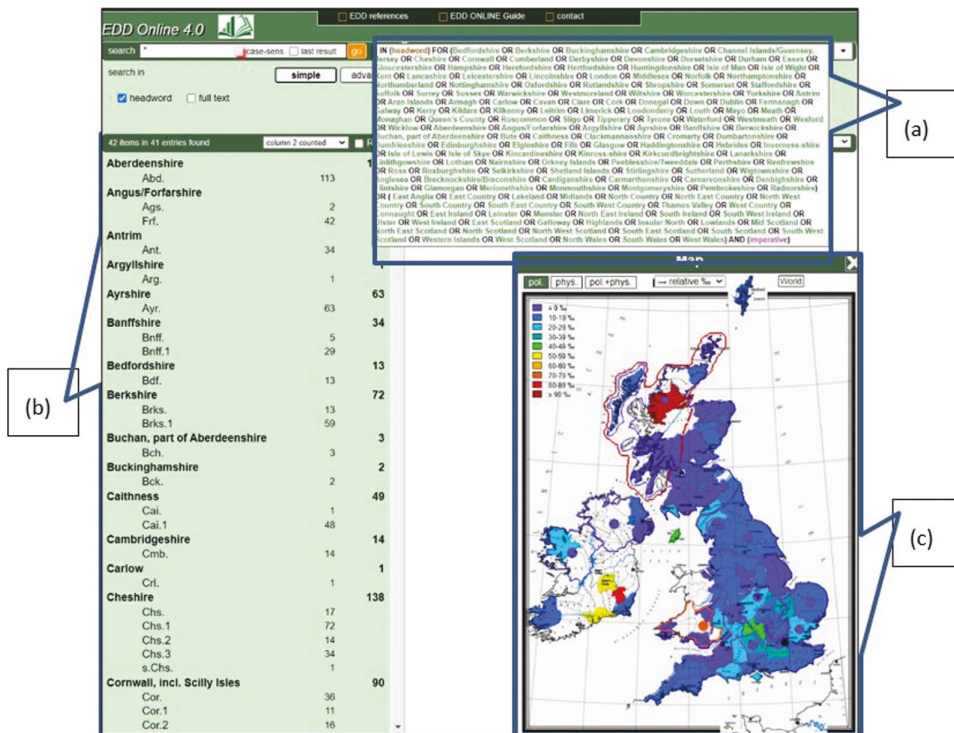 EDD references EDD ONLINE Guide contact
EDD Online 4.0
search * case-sens last result go
search in
simple adva
headword full text
42 items in 41 entries found column 2 counted R
Aberdeenshire 1
Abd. 113
Angus/Forfarshire
Ags. 2
Frf. 42
Antrim
Ant. 34
Argyllshire 1
Arg. 1
Ayrshire 63
Ayr. 63
Banffshire 34
Bnff. 5
Bnff.1 29
Bedfordshire 13
Bdf. 13
Berkshire 72
Brks. 13
Brks.1 59
Buchan, part of Aberdeenshire 3
Bch. 3
Buckinghamshire 2
Bck. 2
Caithness 49
Cai. 1
Cai.1 48
Cambridgeshire 14
Cmb. 14
Carlow 1
Crl. 1
Cheshire 138
Chs. 17
Chs.1 72
Chs.2 14
Chs.3 34
s.Chs. 1
Cornwall, incl. Scilly Isles 90
Cor. 36
Cor.1 11
Cor.2 16
IN (headword) FOR (Bedfordshire OR Berkshire OR Buckinghamshire OR Cambridgeshire OR Channel Islands/Guernsey,
Jersey OR Cheshire OR Cornwall OR Cumberland OR Derbyshire OR Devonshire OR Dorsetshire OR Durham OR Essex OR
Gloucestershire OR Hampshire OR Herefordshire OR Hertfordshire OR Huntingdonshire OR Isle of Man OR Isle of Wight OR
Kent OR Lancashire OR Leicestershire OR Lincolnshire OR London OR Middlesex OR Norfolk OR Northamptonshire OR
Northumberland OR Nottinghamshire OR Oxfordshire OR Rutlandshire OR Shropshire OR Somerset OR Staffordshire OR
Suffolk OR Surrey OR Sussex OR Warwickshire OR Westmoreland OR Wiltshire OR Worcestershire OR Yorkshire OR Antrim
OR Aran Islands OR Armagh OR Carlow OR Cavan OR Clare OR Cork OR Donegal OR Down OR Dublin OR Fermanagh OR
Galway OR Kerry OR Kildare OR Kilkenny OR Leitrim OR Limerick OR Londonderry OR Louth OR Mayo OR Meath OR
Monaghan OR Queen's County OR Roscommon OR Sligo OR Tipperary OR Tyrone OR Waterford OR Westmeath OR Wexford
OR Wicklow OR Aberdeenshire OR Angus/Forfarshire OR Argyllshire OR Ayrshire OR Banffshire OR Berwickshire OR
Buchan, part of Aberdeenshire OR Bute OR Caithness OR Clackmannanshire OR Cromarty OR Dumbartonshire OR
Dumfriesshire OR Edinburghshire OR Elginshire OR Fife OR Glasgow OR Haddingtonshire OR Hebrides OR Inverness-shire
OR Isle of Lewis OR Isle of Skye OR Kincardineshire OR Kinross-shire OR Kirkcudbrightshire OR Lanarkshire OR
Linlithgowshire OR Lothian OR Nairnshire OR Orkney Islands OR Peeblesshire/Tweeddale OR Perthshire OR Renfrewshire
OR Ross OR Roxburghshire OR Selkirkshire OR Shetland Islands OR Stirlingshire OR Sutherland OR Wigtownshire OR
Anglesea OR Brecknockshire/Breconshire OR Cardiganshire OR Carmarthenshire OR Carnarvonshire OR Denbighshire OR
Flintshire OR Glamorgan OR Merionethshire OR Monmouthshire OR Montgomeryshire OR Pembrokeshire OR Radnorshire)
OR ( East Anglia OR East Country OR Lakeland OR Midlands OR North Country OR North East Country OR North West
Country OR South Country OR South East Country OR South West Country OR Thames Valley OR West Country OR
Connaught OR East Ireland OR Leinster OR Munster OR North East Ireland OR South Ireland OR South West Ireland OR
Ulster OR West Ireland OR East Scotland OR Galloway OR Highlands OR Insular North OR Lowlands OR Mid Scotland OR
North East Scotland OR North Scotland OR North West Scotland OR South East Scotland OR South Scotland OR South West
Scotland OR Western Islands OR West Scotland OR North Wales OR South Wales OR West Wales) AND (imperative)
(a)
(b)
(c)
Map X
pol. phys. pol.+phys. relative ‰ World
≥ 9 ‰
10-19 ‰
20-29 ‰
30-39 ‰
40-49 ‰
50-59 ‰
60-69 ‰
70-79 ‰
80-89 ‰
≥ 90 ‰